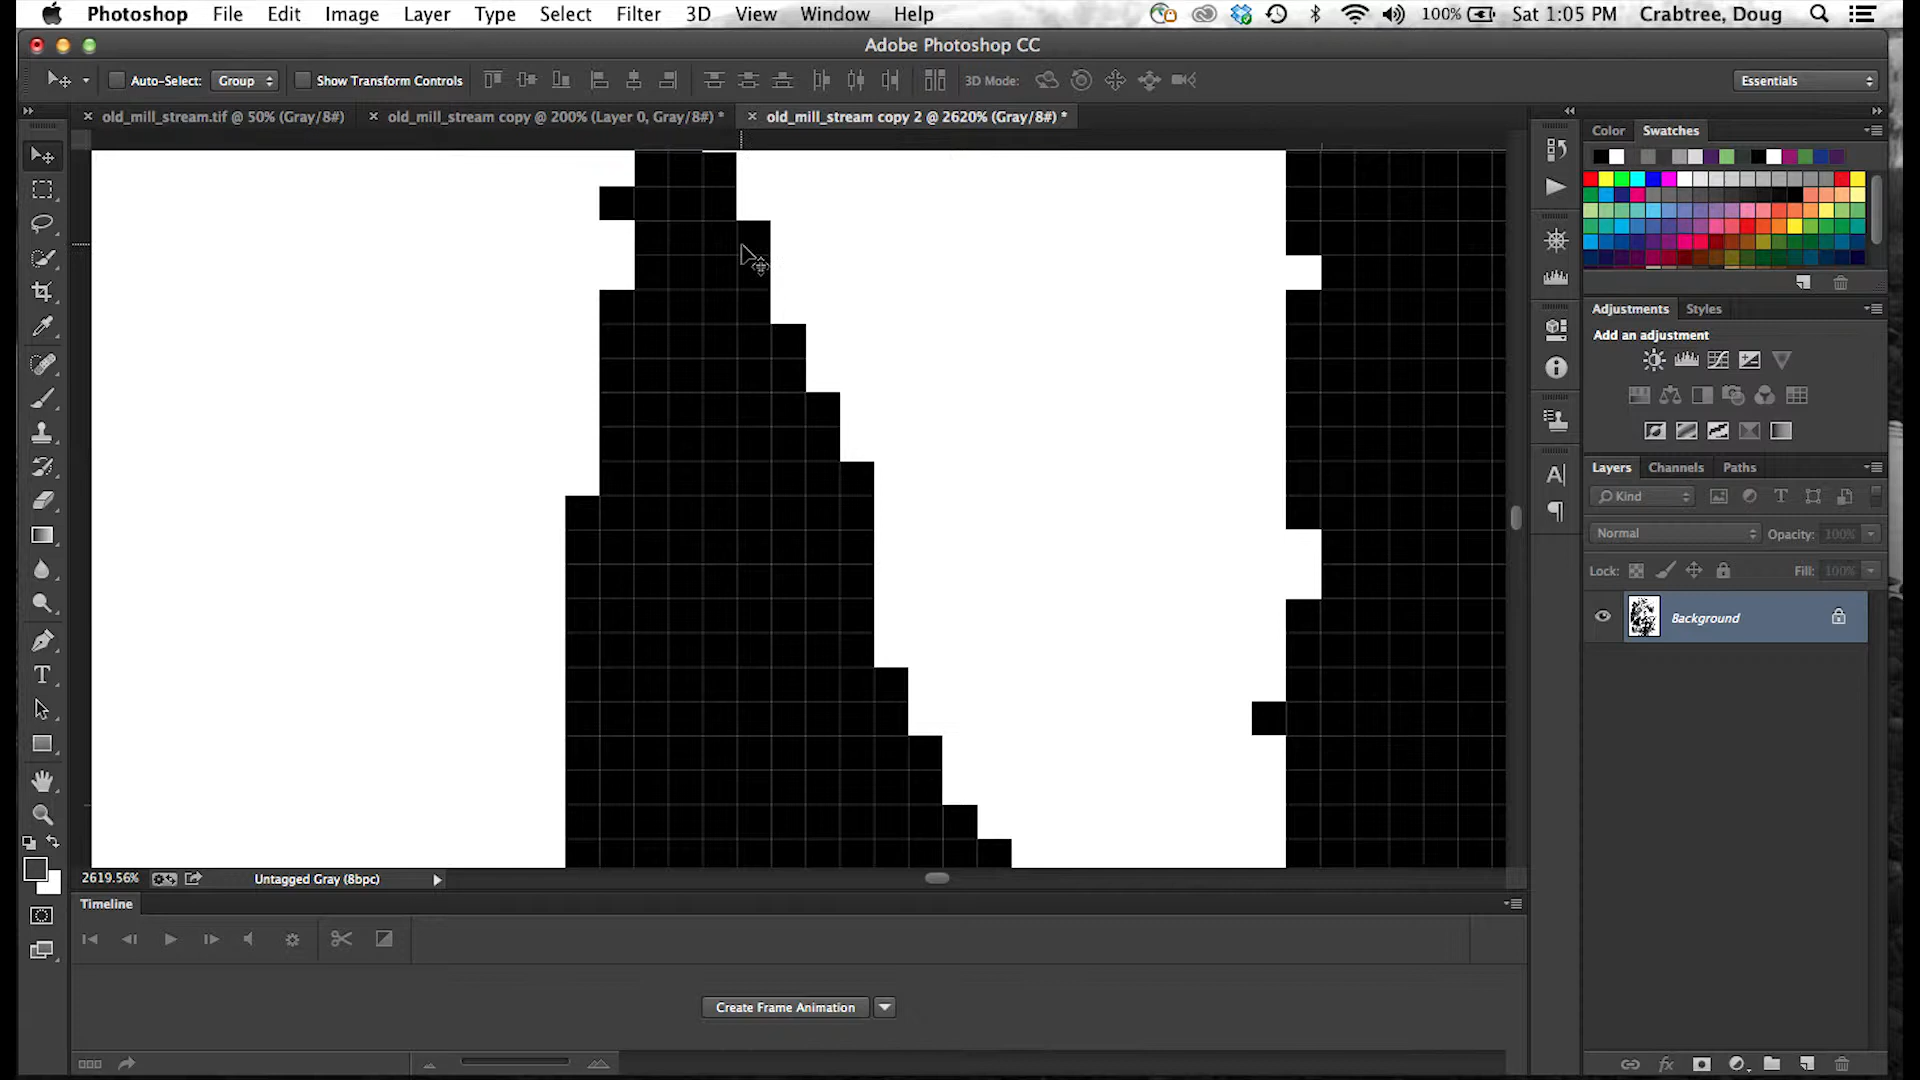 Photoshop File Edit Image Layer Type Select Filter 3D View Window Help 100% Sat 1:05 PM Crabtree, Doug
Adobe Photoshop CC
Auto-Select: Group Show Transform Controls 3D Mode: Essentials
old_mill_stream.tif @ 50% (Gray/8#) old_mill_stream copy @ 200% (Layer 0, Gray/8#) * old_mill_stream copy 2 @ 2620% (Gray/8#) *
Color Swatches
Adjustments Styles
Add an adjustment
Layers Channels Paths
Kind
Normal Opacity: 100%
Lock: Fill: 100%
Background
2619.56% Untagged Gray (8bpc)
Timeline
Create Frame Animation